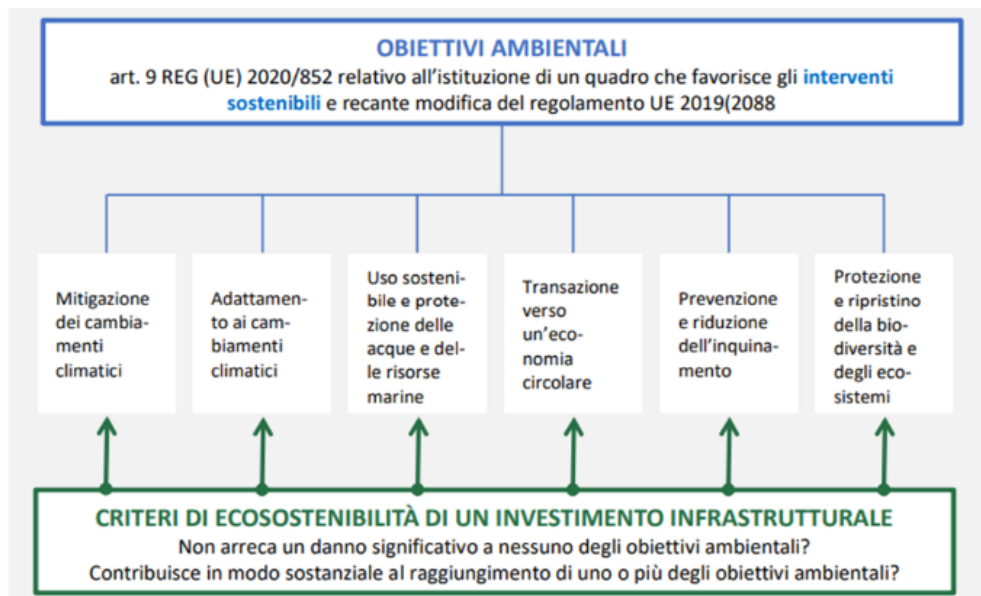 OBIETTIVI AMBIENTALI
art. 9 REG (UE) 2020/852 relativo all'istituzione di un quadro che favorisce gli interventi
sostenibili e recante modifica del regolamento UE 2019(2088
Mitigazione
dei cambia-
menti
climatici
Adattamen-
to ai cam-
biamenti
climatici
Uso sosteni-
bile e prote-
zione delle
acque e del-
le risorse
marine
Transazione
verso
un'eco-
nomia
circolare
Prevenzione
e riduzione
dell'inquina-
mento
Protezione
e ripristino
della bio-
diversità e
degli eco-
sistemi
CRITERI DI ECOSOSTENIBILITÀ DI UN INVESTIMENTO INFRASTRUTTURALE
Non arreca un danno significativo a nessuno degli obiettivi ambientali?
Contribuisce in modo sostanziale al raggiungimento di uno o più degli obiettivi ambientali?